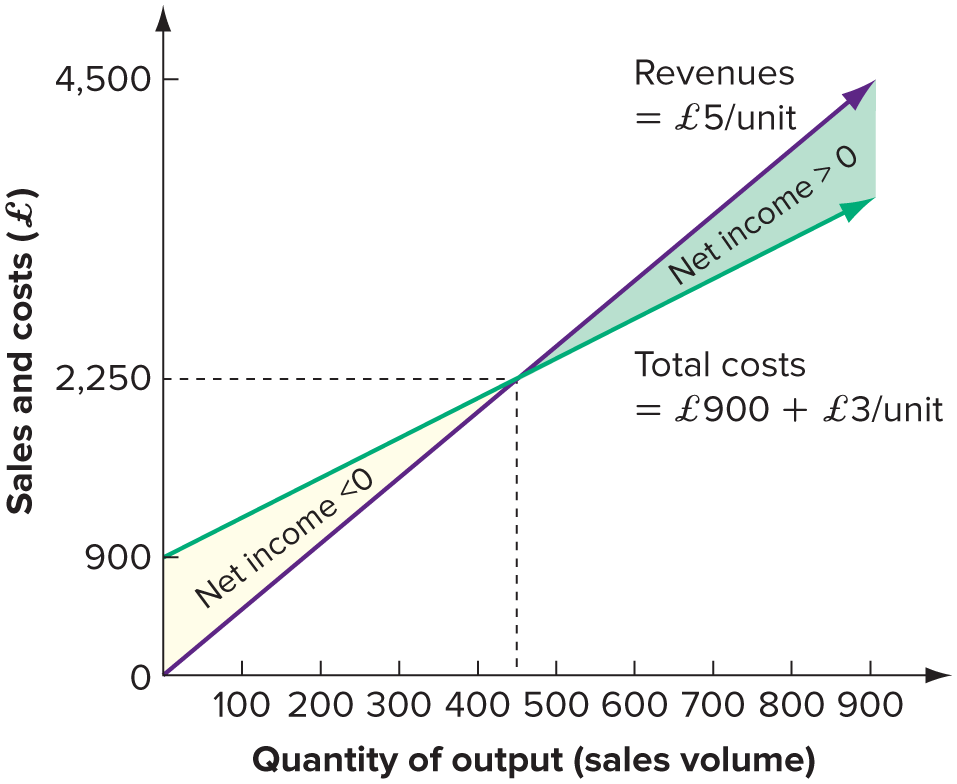 4,500
Revenues
= £5/unit
Net income > 0
Sales and costs (£)
2,250
Total costs
= £900 + £3/unit
Net income <0
900
0
100 200 300 400 500 600 700 800 900
Quantity of output (sales volume)